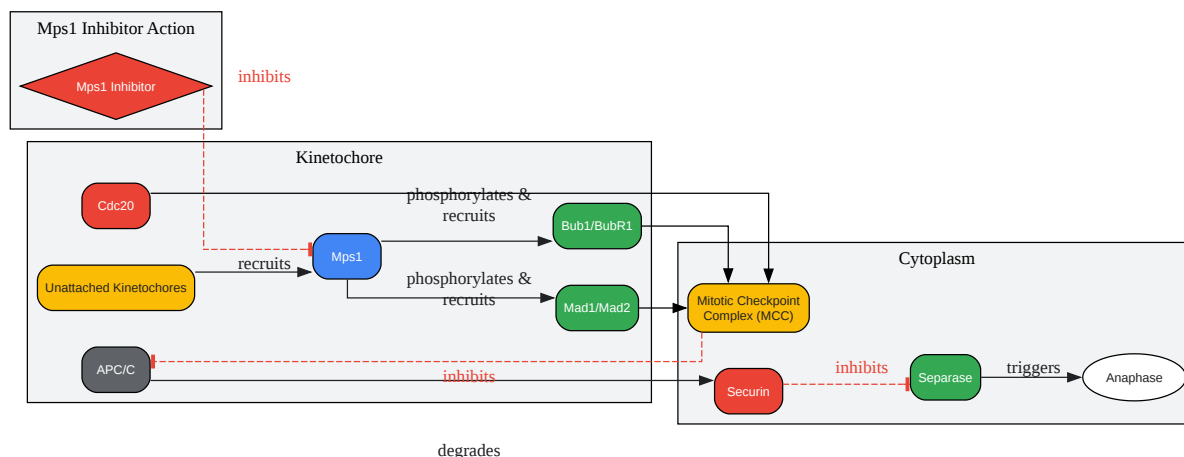 Mps1 Inhibitor Action
Mps1 Inhibitor
inhibits
Kinetochore
Cdc20
phosphorylates &
recruits
Bub1/BubR1
Mps1
recruits
Unattached Kinetochores
phosphorylates &
recruits
Mad1/Mad2
Cytoplasm
Mitotic Checkpoint
Complex (MCC)
APC/C
inhibits
Securin
inhibits
Separase
triggers
Anaphase
degrades